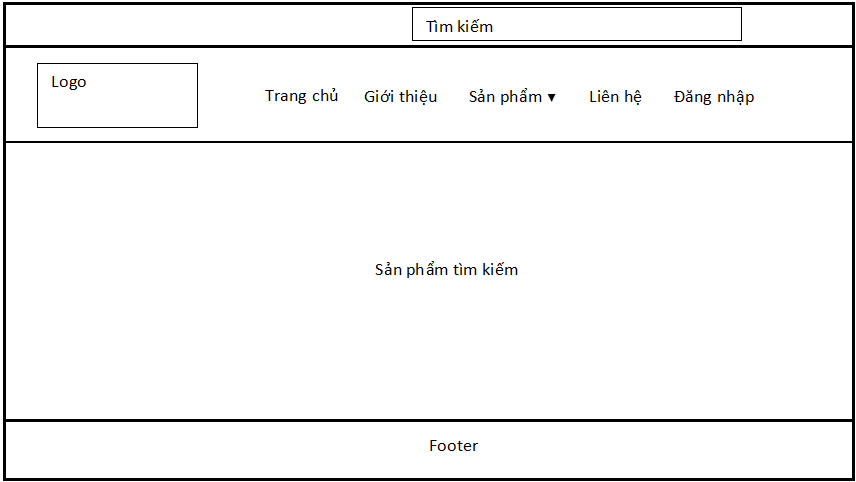 Tìm kiếm
Logo
Trang chủ Giới thiệu Sản phẩm ▾ Liên hệ Đăng nhập
Sản phẩm tìm kiếm
Footer